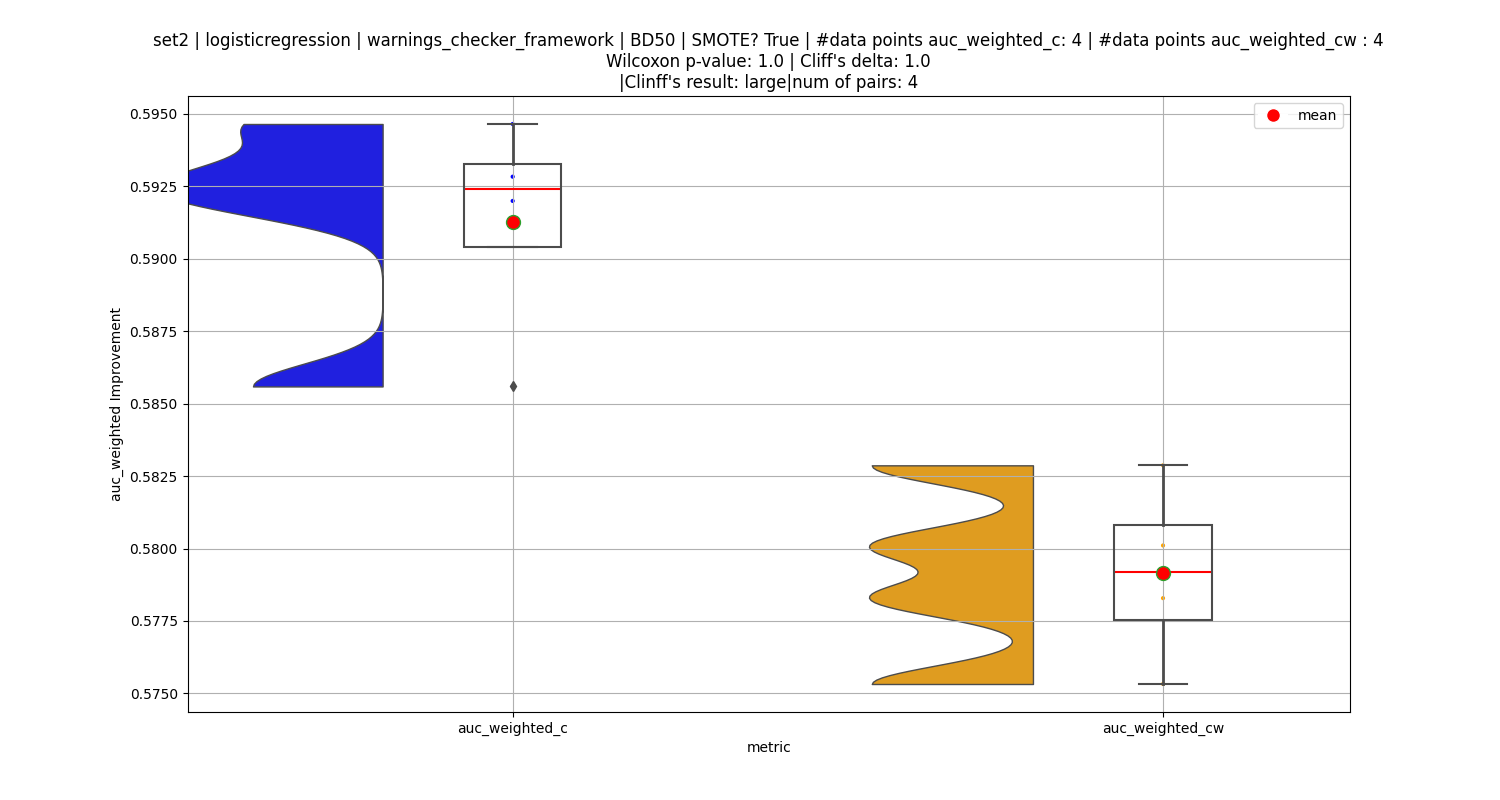 set2 | logisticregression | warnings_checker_framework | BD50 | SMOTE? True | #data points auc_weighted_c: 4 | #data points auc_weighted_cw : 4
Wilcoxon p-value: 1.0 | Cliff's delta: 1.0
|Clinff's result: large|num of pairs: 4
mean
0.5950
0.5925
0.5900
0.5875
0.5850
0.5825
0.5800
0.5775
0.5750
auc_weighted Improvement
auc_weighted_c
auc_weighted_cw
metric